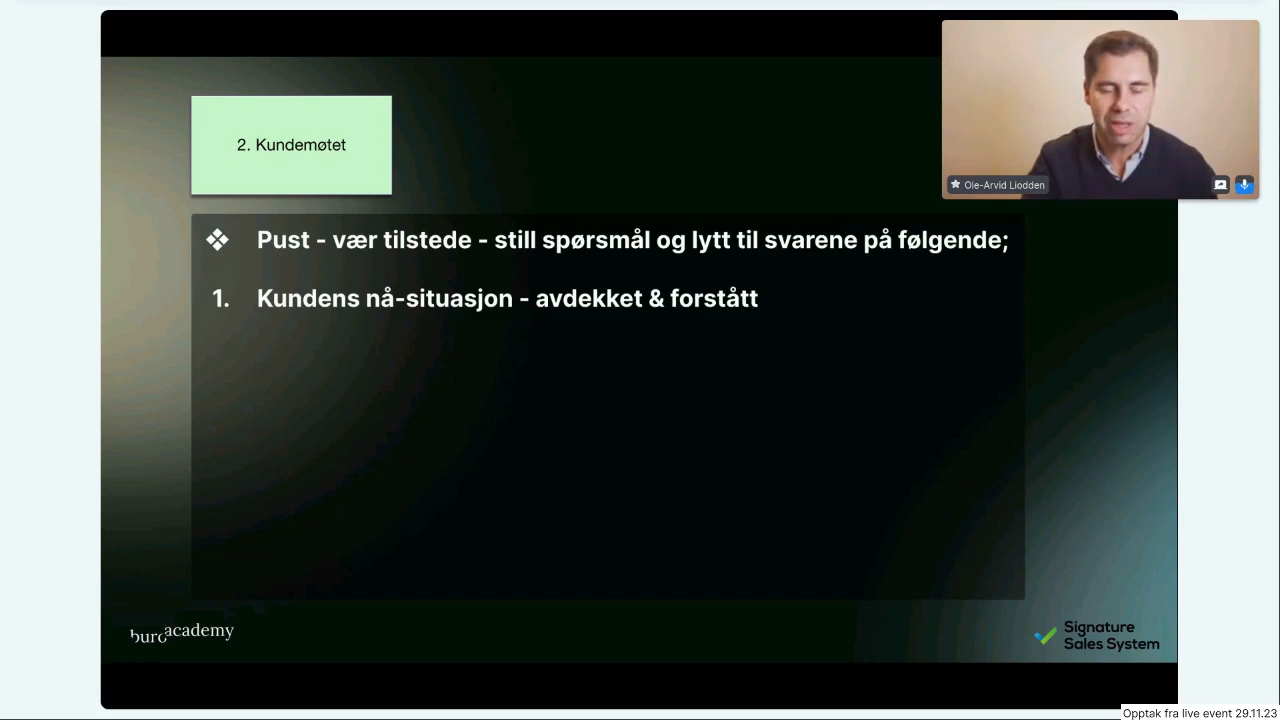 2. Kundemøtet
Ole-Arvid Liodden
❖ Pust - vær tilstede - still spørsmål og lytt til svarene på følgende;
1. Kundens nå-situasjon - avdekket & forstått
buro academy
Signature
Sales System
Opptak fra live event 29.11.23